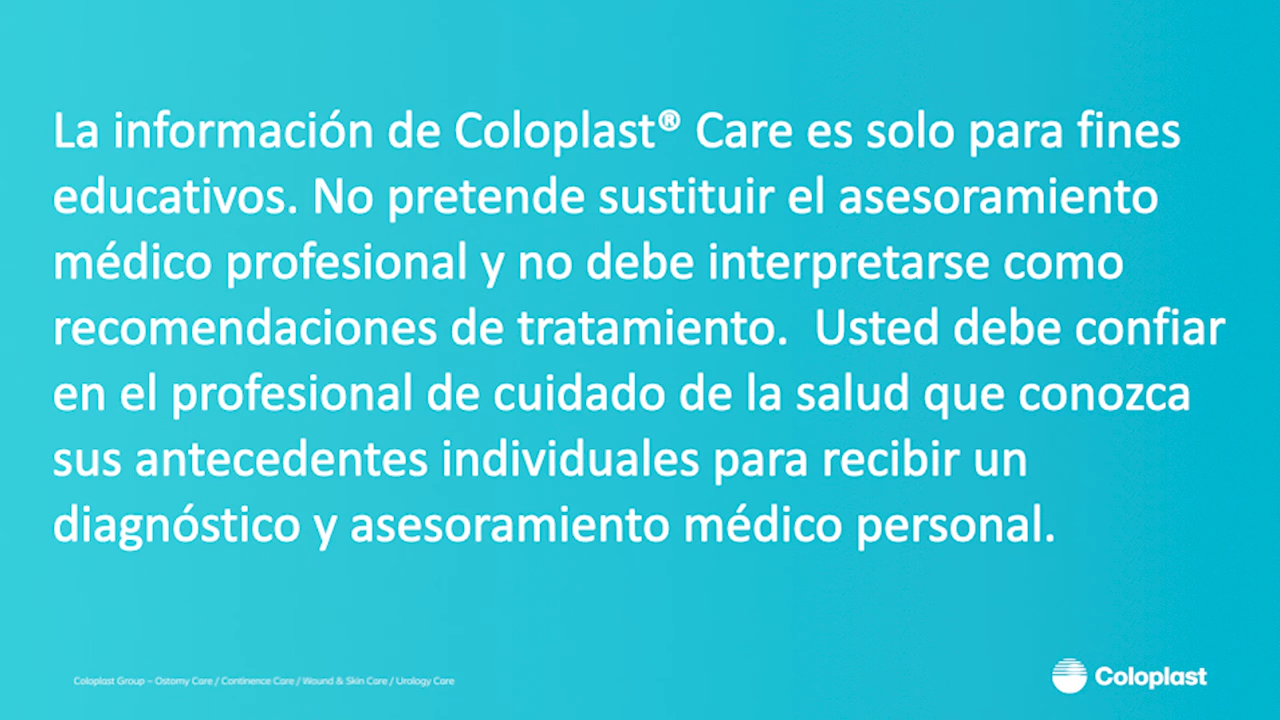 La información de Coloplast® Care es solo para fines
educativos. No pretende sustituir el asesoramiento
médico profesional y no debe interpretarse como
recomendaciones de tratamiento.  Usted debe confiar
en el profesional de cuidado de la salud que conozca
sus antecedentes individuales para recibir un
diagnóstico y asesoramiento médico personal.
Coloplast Group – Ostomy Care / Continence Care / Wound & Skin Care / Urology Care
Coloplast